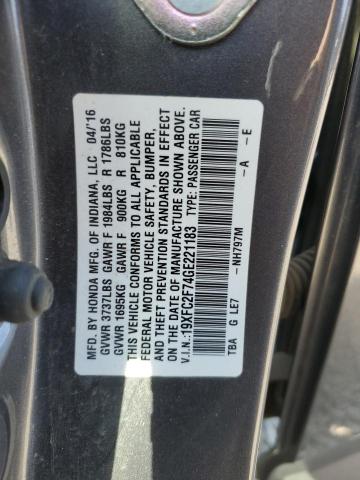 MFD. BY HONDA MFG. OF INDIANA, LLC 04/'16
GVWR 3737LBS GAWR F 1984LBS R 1786LBS
GVWR 1695KG GAWR F 900KG R 810KG
THIS VEHICLE CONFORMS TO ALL APPLICABLE
FEDERAL MOTOR VEHICLE SAFETY, BUMPER,
AND THEFT PREVENTION STANDARDS IN EFFECT
ON THE DATE OF MANUFACTURE SHOWN ABOVE.
V.I.N.:19XFC2F74GE221183 TYPE: PASSENGER CAR
-NH797M -A -E
TBA G LE7